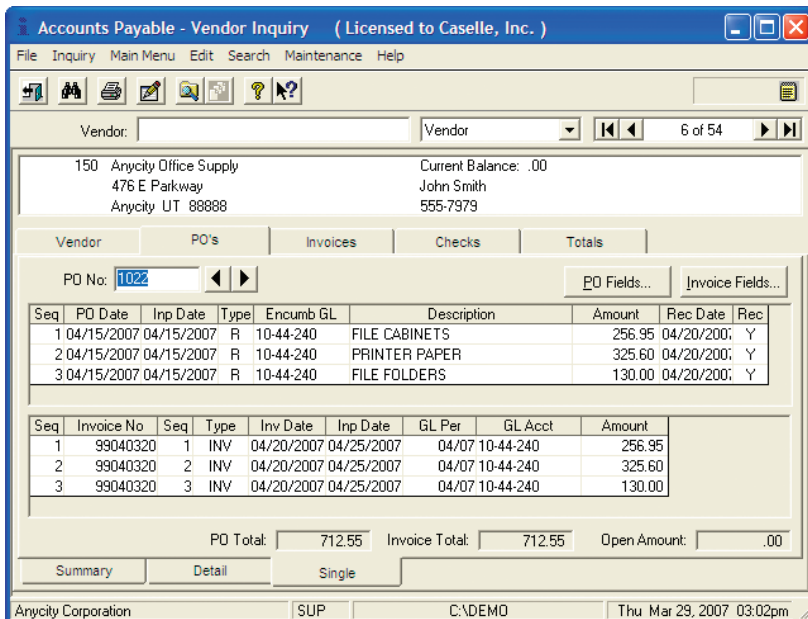 Accounts Payable - Vendor Inquiry ( Licensed to Caselle, Inc. )
File Inquiry Main Menu Edit Search Maintenance Help
Vendor: Vendor 6 of 54
150 Anycity Office Supply Current Balance: .00
476 E Parkway John Smith
Anycity UT 88888 555-7979
Vendor PO's Invoices Checks Totals
PO No: 1022 PO Fields... Invoice Fields...
Seq PO Date Inp Date Type Encumb GL Description Amount Rec Date Rec
1 04/15/2007 04/15/2007 R 10-44-240 FILE CABINETS 256.95 04/20/200 Y
2 04/15/2007 04/15/2007 R 10-44-240 PRINTER PAPER 325.60 04/20/200 Y
3 04/15/2007 04/15/2007 R 10-44-240 FILE FOLDERS 130.00 04/20/200 Y
Seq Invoice No Seq Type Inv Date Inp Date GL Per GL Acct Amount
1 99040320 1 INV 04/20/2007 04/25/2007 04/07 10-44-240 256.95
2 99040320 2 INV 04/20/2007 04/25/2007 04/07 10-44-240 325.60
3 99040320 3 INV 04/20/2007 04/25/2007 04/07 10-44-240 130.00
PO Total: 712.55 Invoice Total: 712.55 Open Amount: .00
Summary Detail Single
Anycity Corporation SUP C:\DEMO Thu Mar 29, 2007 03:02pm